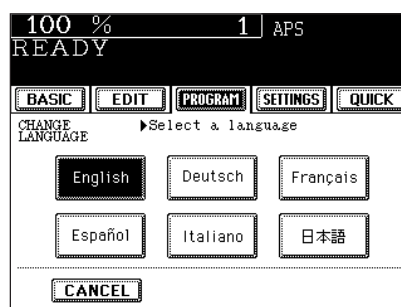 100 % 1 APS
READY
BASIC EDIT PROGRAM SETTINGS QUICK
CHANGE LANGUAGE ▶Select a language
English Deutsch Français
Español Italiano 日本語
CANCEL